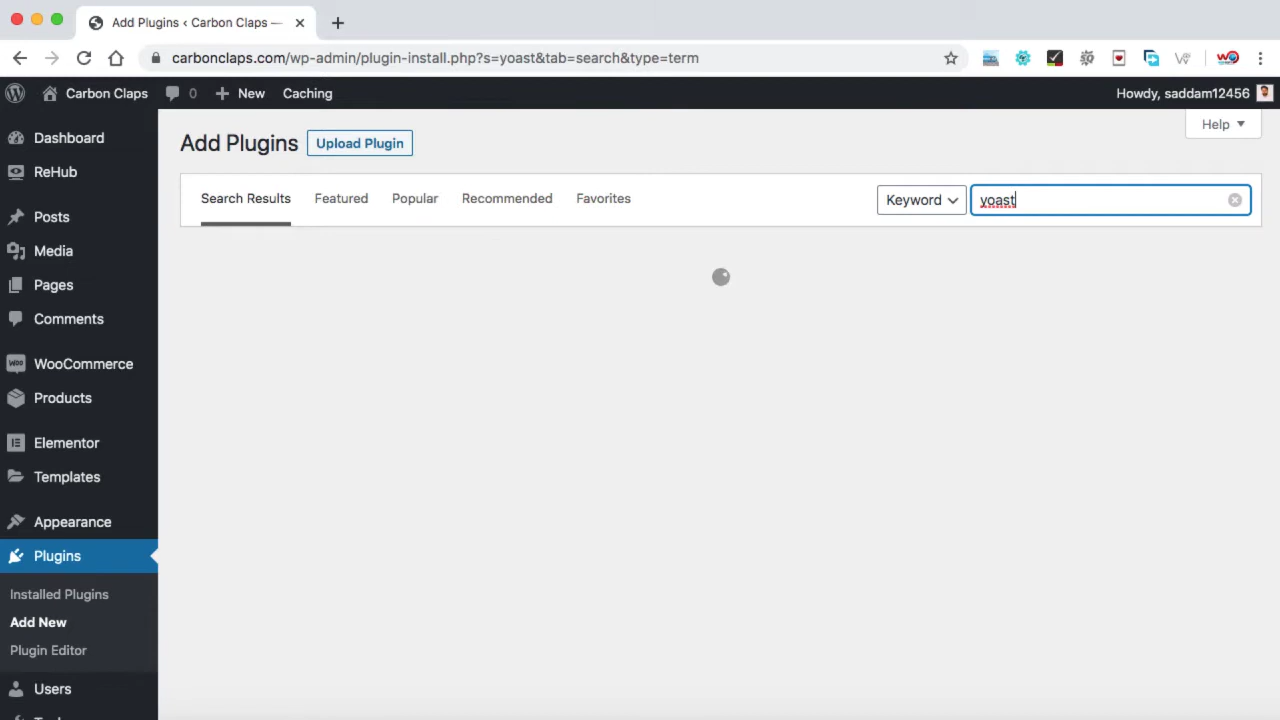 Add Plugins ‹ Carbon Claps —
carbonclaps.com/wp-admin/plugin-install.php?s=yoast&tab=search&type=term
Carbon Claps 0 New Caching Howdy, saddam12456
Help
Dashboard
ReHub
Posts
Media
Pages
Comments
WooCommerce
Products
Elementor
Templates
Appearance
Plugins
Installed Plugins
Add New
Plugin Editor
Users
Add Plugins Upload Plugin
Search Results Featured Popular Recommended Favorites Keyword yoast